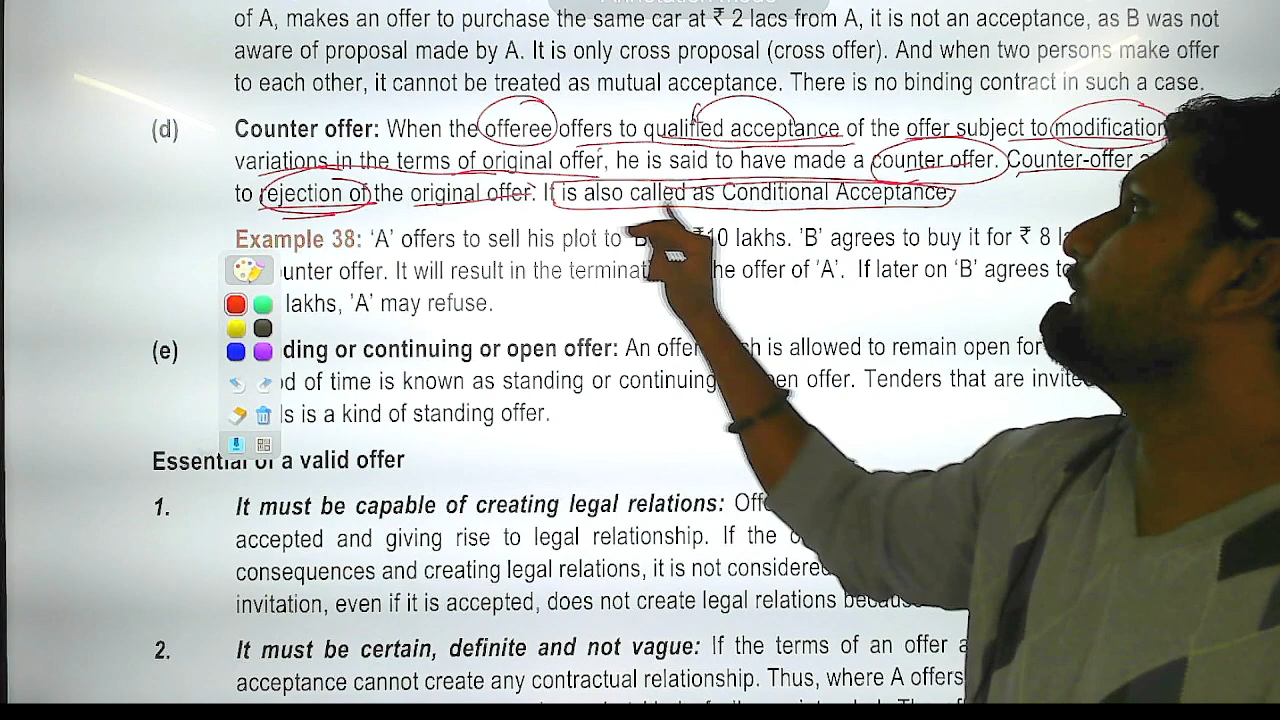 Annotation mode
of A, makes an offer to purchase the same car at ₹ 2 lacs from A, it is not an acceptance, as B was not
aware of proposal made by A. It is only cross proposal (cross offer). And when two persons make offer
to each other, it cannot be treated as mutual acceptance. There is no binding contract in such a case.
(d) Counter offer: When the offeree offers to qualified acceptance of the offer subject to modification
variations in the terms of original offer, he is said to have made a counter offer. Counter-offer
to rejection of the original offer. It is also called as Conditional Acceptance.
Example 38: ‘A’ offers to sell his plot to ₹10 lakhs. ’B’ agrees to buy it for ₹ 8
offer. It will result in the he offer of ’A’. If later on ’B’ agrees
lakhs, ’A’ may refuse.
(e) or continuing or open offer: An offer is allowed to remain open for
of time is known as standing or continuing offer. Tenders that are
is a kind of standing offer.
Essential of a valid offer
1. It must be capable of creating legal relations:
accepted and giving rise to legal relationship. If the
consequences and creating legal relations, it is not
invitation, even if it is accepted, does not create legal relations
2. It must be certain, definite and not vague: If the terms of an offer
acceptance cannot create any contractual relationship. Thus, where A offers